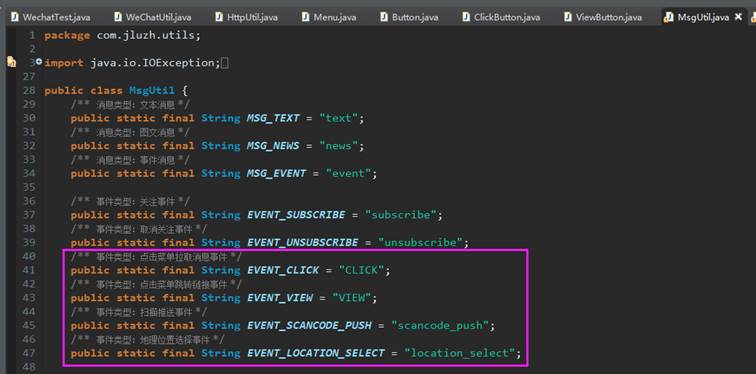 WechatTest.java WeChatUtil.java HttpUtil.java Menu.java Button.java ClickButton.java ViewButton.java MsgUtil.java
1 package com.jluzh.utils;
2
3 import java.io.IOException;
27
28 public class MsgUtil {
29 /** 消息类型：文本消息 */
30 public static final String MSG_TEXT = "text";
31 /** 消息类型：图文消息 */
32 public static final String MSG_NEWS = "news";
33 /** 消息类型：事件消息 */
34 public static final String MSG_EVENT = "event";
35
36 /** 事件类型：关注事件 */
37 public static final String EVENT_SUBSCRIBE = "subscribe";
38 /** 事件类型：取消关注事件 */
39 public static final String EVENT_UNSUBSCRIBE = "unsubscribe";
40 /** 事件类型：点击菜单拉取消息事件 */
41 public static final String EVENT_CLICK = "CLICK";
42 /** 事件类型：点击菜单跳转链接事件 */
43 public static final String EVENT_VIEW = "VIEW";
44 /** 事件类型：扫描推送事件 */
45 public static final String EVENT_SCANCODE_PUSH = "scancode_push";
46 /** 事件类型：地理位置选择事件 */
47 public static final String EVENT_LOCATION_SELECT = "location_select";
48